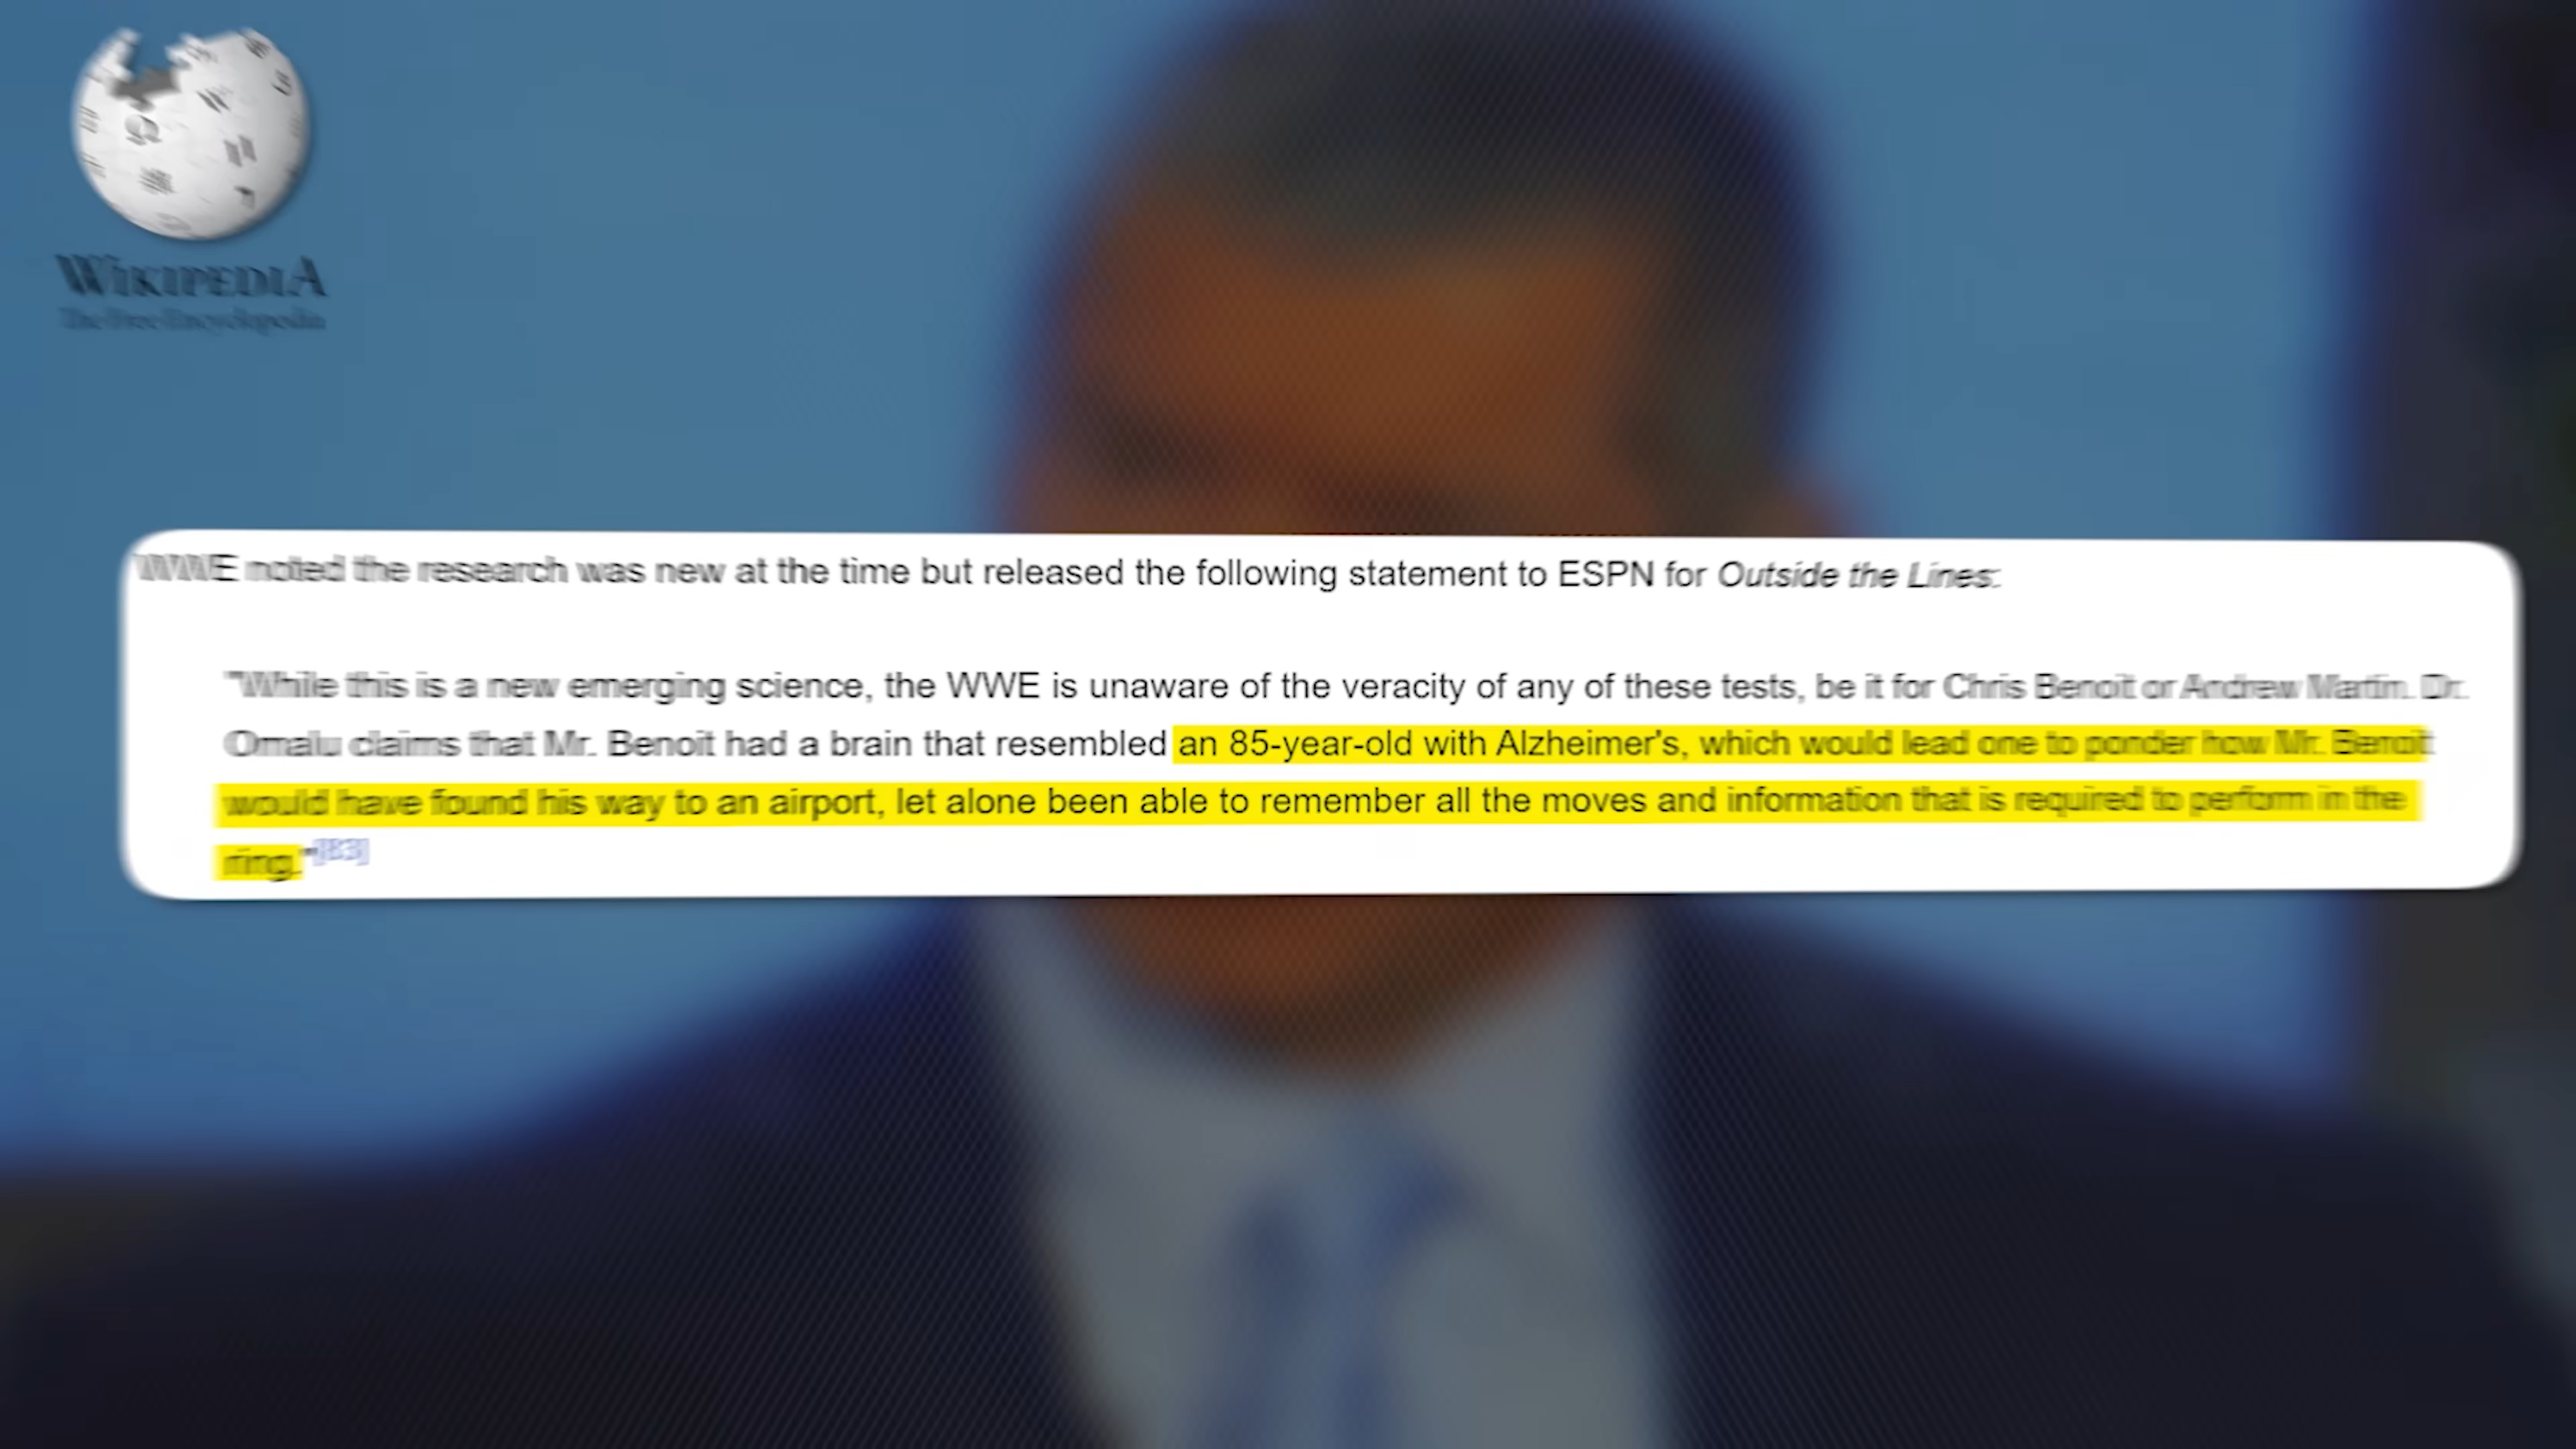 WIKIPEDIA
The Free Encyclopedia
WWE noted the research was new at the time but released the following statement to ESPN for Outside the Lines:
"While this is a new emerging science, the WWE is unaware of the veracity of any of these tests, be it for Chris Benoit or Andrew Martin. Dr.
Omalu claims that Mr. Benoit had a brain that resembled an 85-year-old with Alzheimer's, which would lead one to ponder how Mr. Benoit
would have found his way to an airport, let alone been able to remember all the moves and information that is required to perform in the
ring."[83]